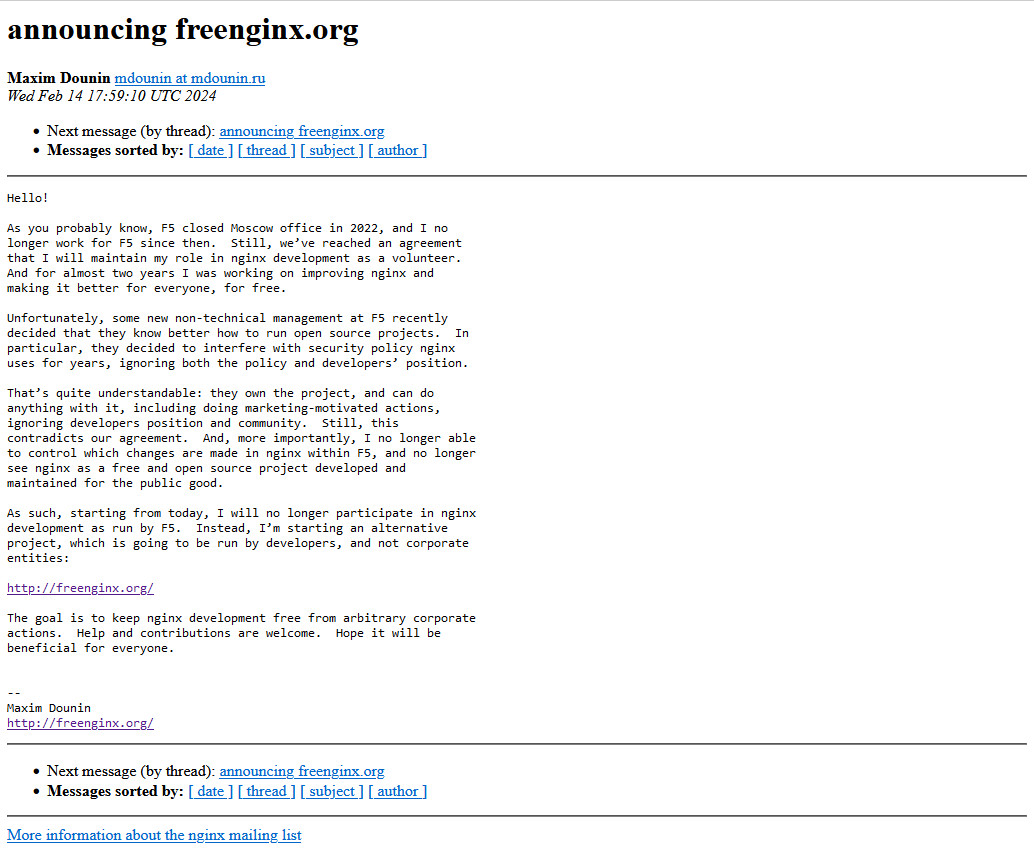 announcing freenginx.org
Maxim Dounin mdounin at mdounin.ru
Wed Feb 14 17:59:10 UTC 2024
• Next message (by thread): announcing freenginx.org
• Messages sorted by: [ date ] [ thread ] [ subject ] [ author ]
Hello!
As you probably know, F5 closed Moscow office in 2022, and I no
longer work for F5 since then.  Still, we’ve reached an agreement
that I will maintain my role in nginx development as a volunteer.
And for almost two years I was working on improving nginx and
making it better for everyone, for free.
Unfortunately, some new non-technical management at F5 recently
decided that they know better how to run open source projects.  In
particular, they decided to interfere with security policy nginx
uses for years, ignoring both the policy and developers’ position.
That’s quite understandable: they own the project, and can do
anything with it, including doing marketing-motivated actions,
ignoring developers position and community.  Still, this
contradicts our agreement.  And, more importantly, I no longer able
to control which changes are made in nginx within F5, and no longer
see nginx as a free and open source project developed and
maintained for the public good.
As such, starting from today, I will no longer participate in nginx
development as run by F5.  Instead, I’m starting an alternative
project, which is going to be run by developers, and not corporate
entities:
http://freenginx.org/
The goal is to keep nginx development free from arbitrary corporate
actions.  Help and contributions are welcome.  Hope it will be
beneficial for everyone.
--
Maxim Dounin
http://freenginx.org/
• Next message (by thread): announcing freenginx.org
• Messages sorted by: [ date ] [ thread ] [ subject ] [ author ]
More information about the nginx mailing list